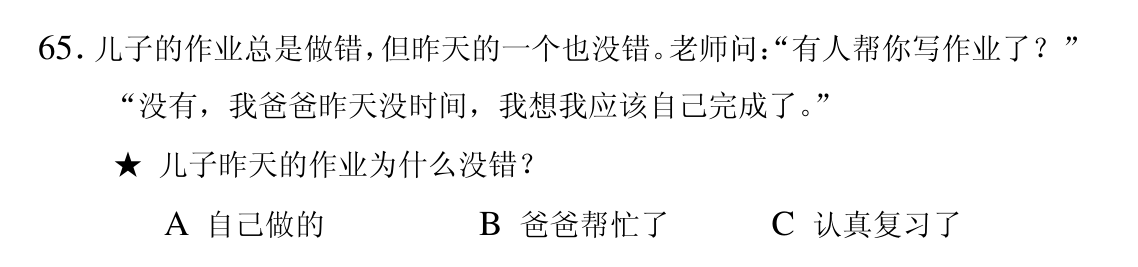 65. 儿子的作业总是做错，但昨天的一个也没错。老师问：“有人帮你写作业了？”
“没有，我爸爸昨天没时间，我想我应该自己完成了。”
★ 儿子昨天的作业为什么没错？
A 自己做的 B 爸爸帮忙了 C 认真复习了